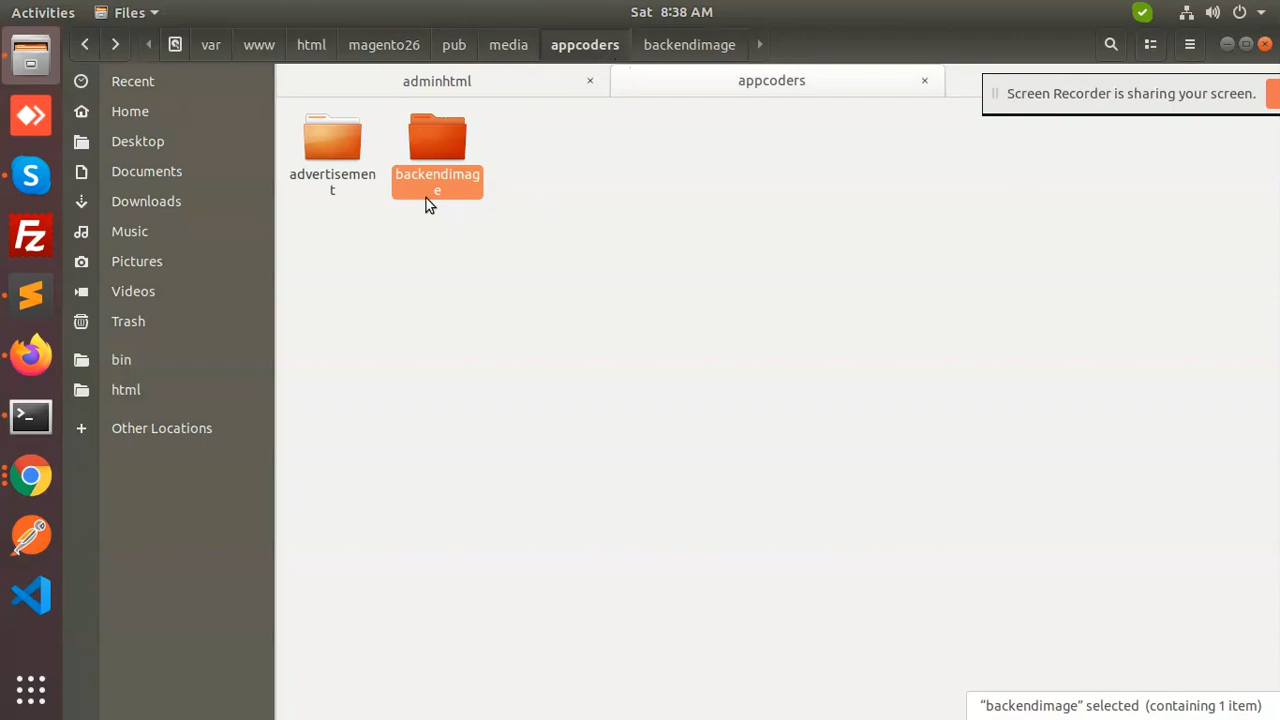 Activities
Files
Sat 8:38 AM
var
www
html
magento26
pub
media
appcoders
backendimage
adminhtml
appcoders
Screen Recorder is sharing your screen.
Recent
Home
Desktop
Documents
Downloads
Music
Pictures
Videos
Trash
bin
html
Other Locations
advertisemen
t
backendimag
e
"backendimage" selected (containing 1 item)